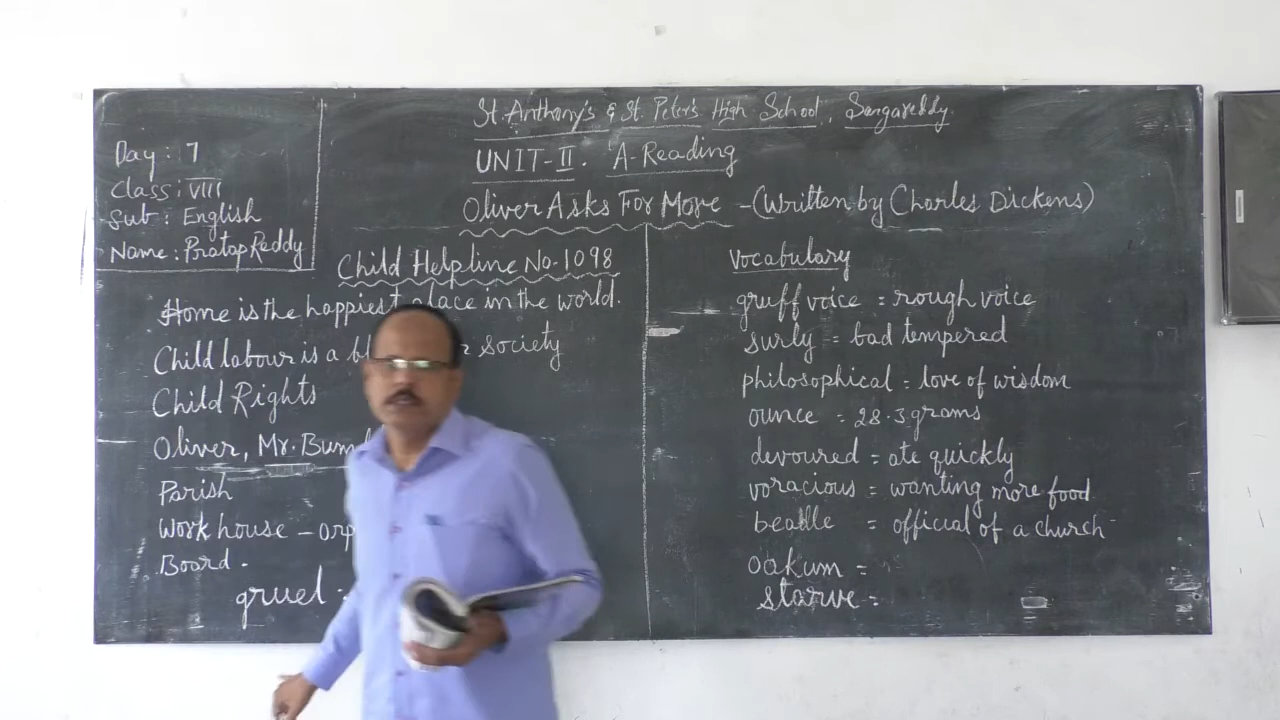 St. Anthony's & St. Peter's High School, Sangareddy.
UNIT-II. A-Reading
Oliver Asks For More - (Written by Charles Dickens)
Day: 7
Class: VIII
Sub: English
Name: Pratap Reddy
Child Helpline No. 1098
Home is the happiest place in the world.
Child labour is a society
Child Rights
Oliver, Mr. Bum
Parish
Work house - orp
Board.
gruel
Vocabulary
gruff voice = rough voice
surly = bad tempered
philosophical = love of wisdom
ounce = 28.3 grams
devoured = ate quickly
voracious = wanting more food
beadle = official of a church
oakum =
starve =